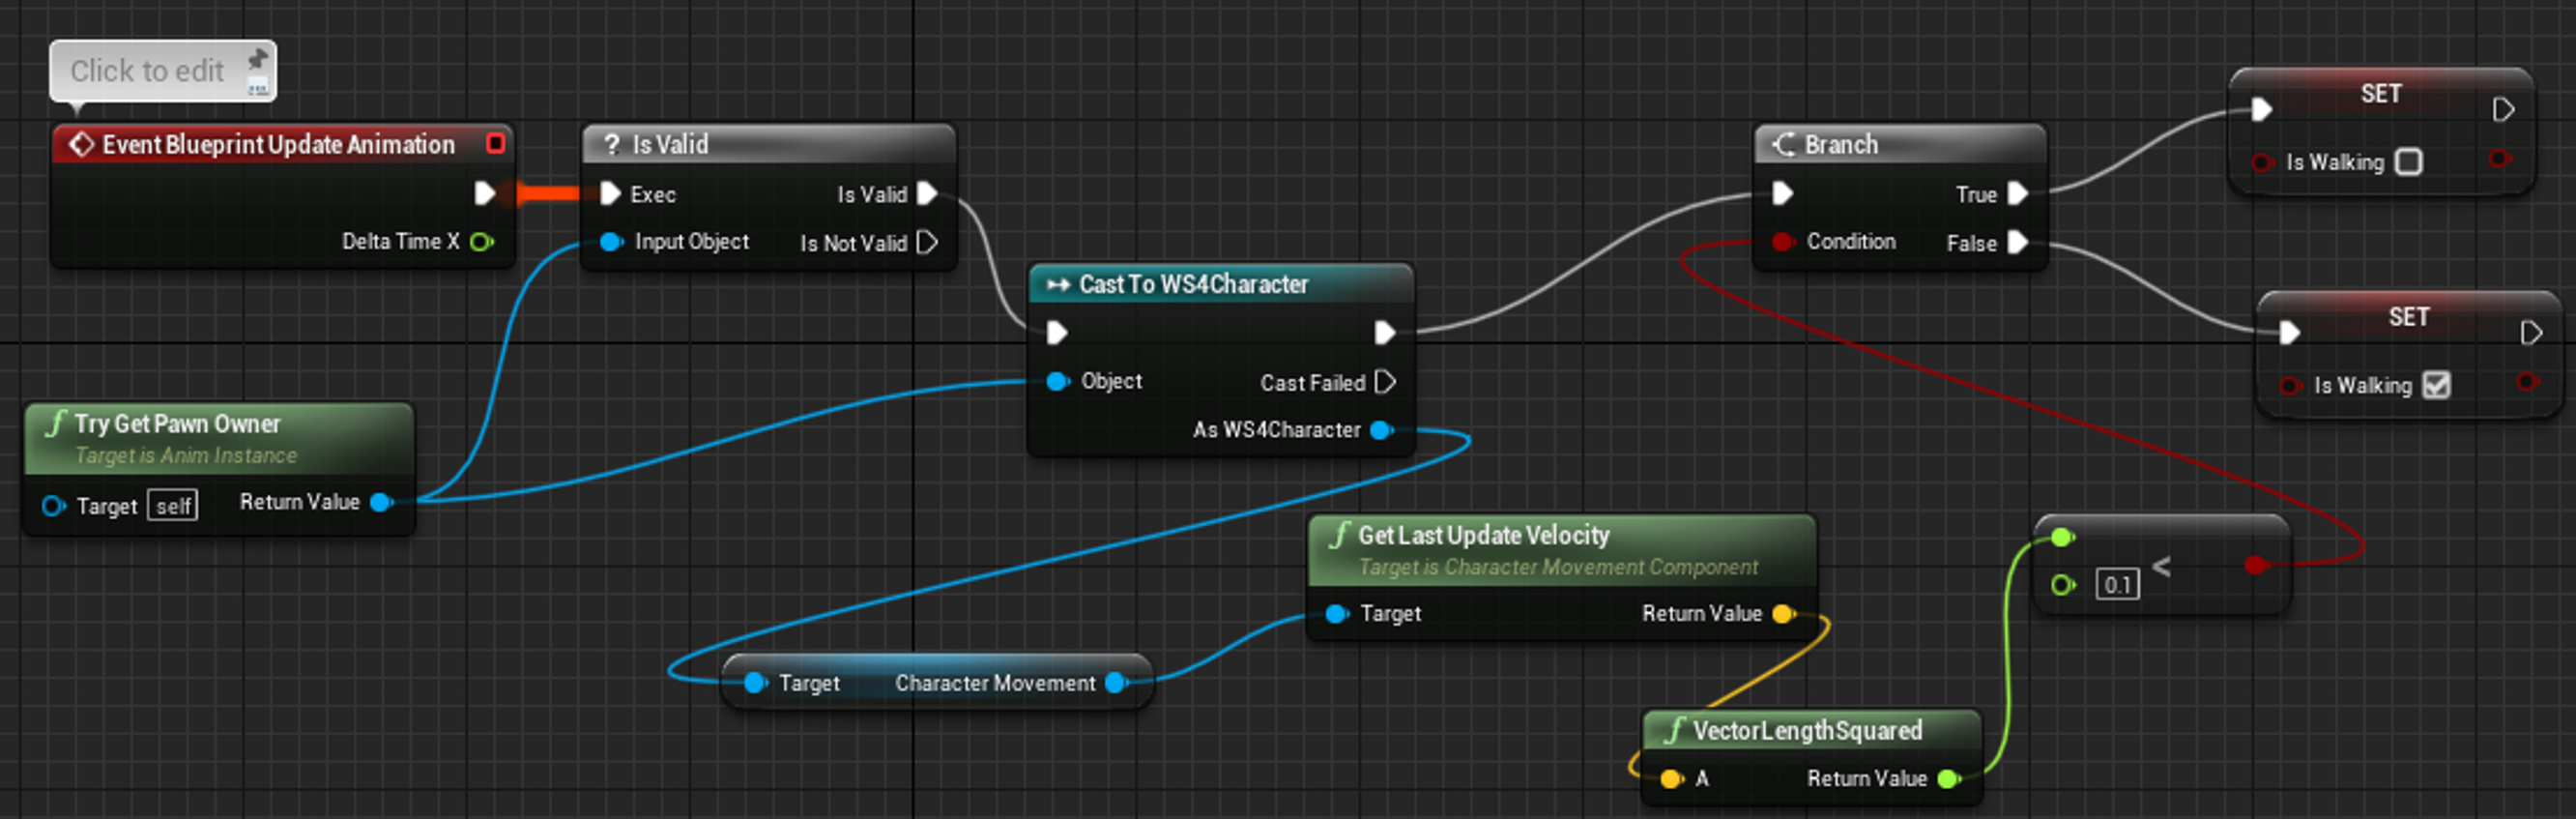 Click to edit
Event Blueprint Update Animation
Delta Time X
? Is Valid
Exec Is Valid
Input Object Is Not Valid
Try Get Pawn Owner
Target is Anim Instance
Target self Return Value
Cast To WS4Character
Object Cast Failed
As WS4Character
Target Character Movement
Get Last Update Velocity
Target is Character Movement Component
Target Return Value
VectorLengthSquared
A Return Value
0.1 <
Branch
True
Condition False
SET
Is Walking
SET
Is Walking